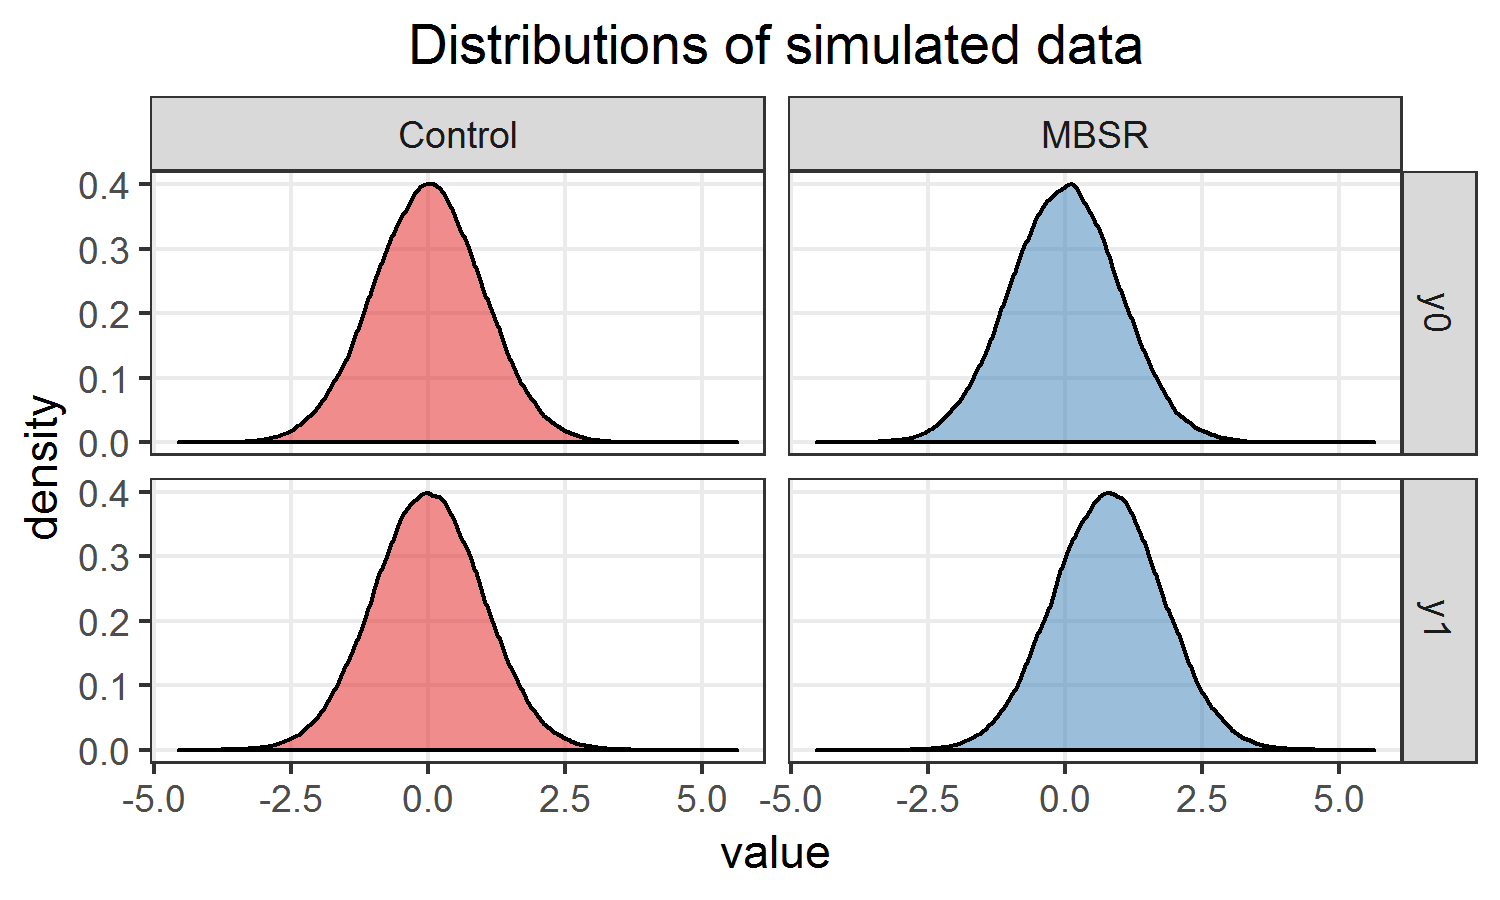 Distributions of simulated data
Control
MBSR
density
0.4
0.3
0.2
0.1
0.0
y0
0.4
0.3
0.2
0.1
0.0
y1
-5.0 -2.5 0.0 2.5 5.0 -5.0 -2.5 0.0 2.5 5.0
value